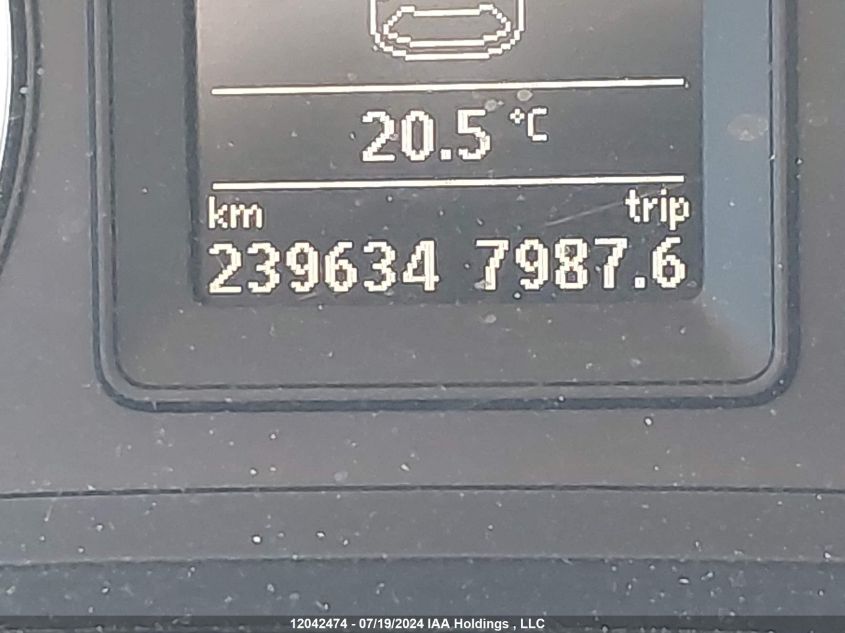 20.5 °C
km trip
239634 7987.6
12042474 - 07/19/2024 IAA Holdings , LLC